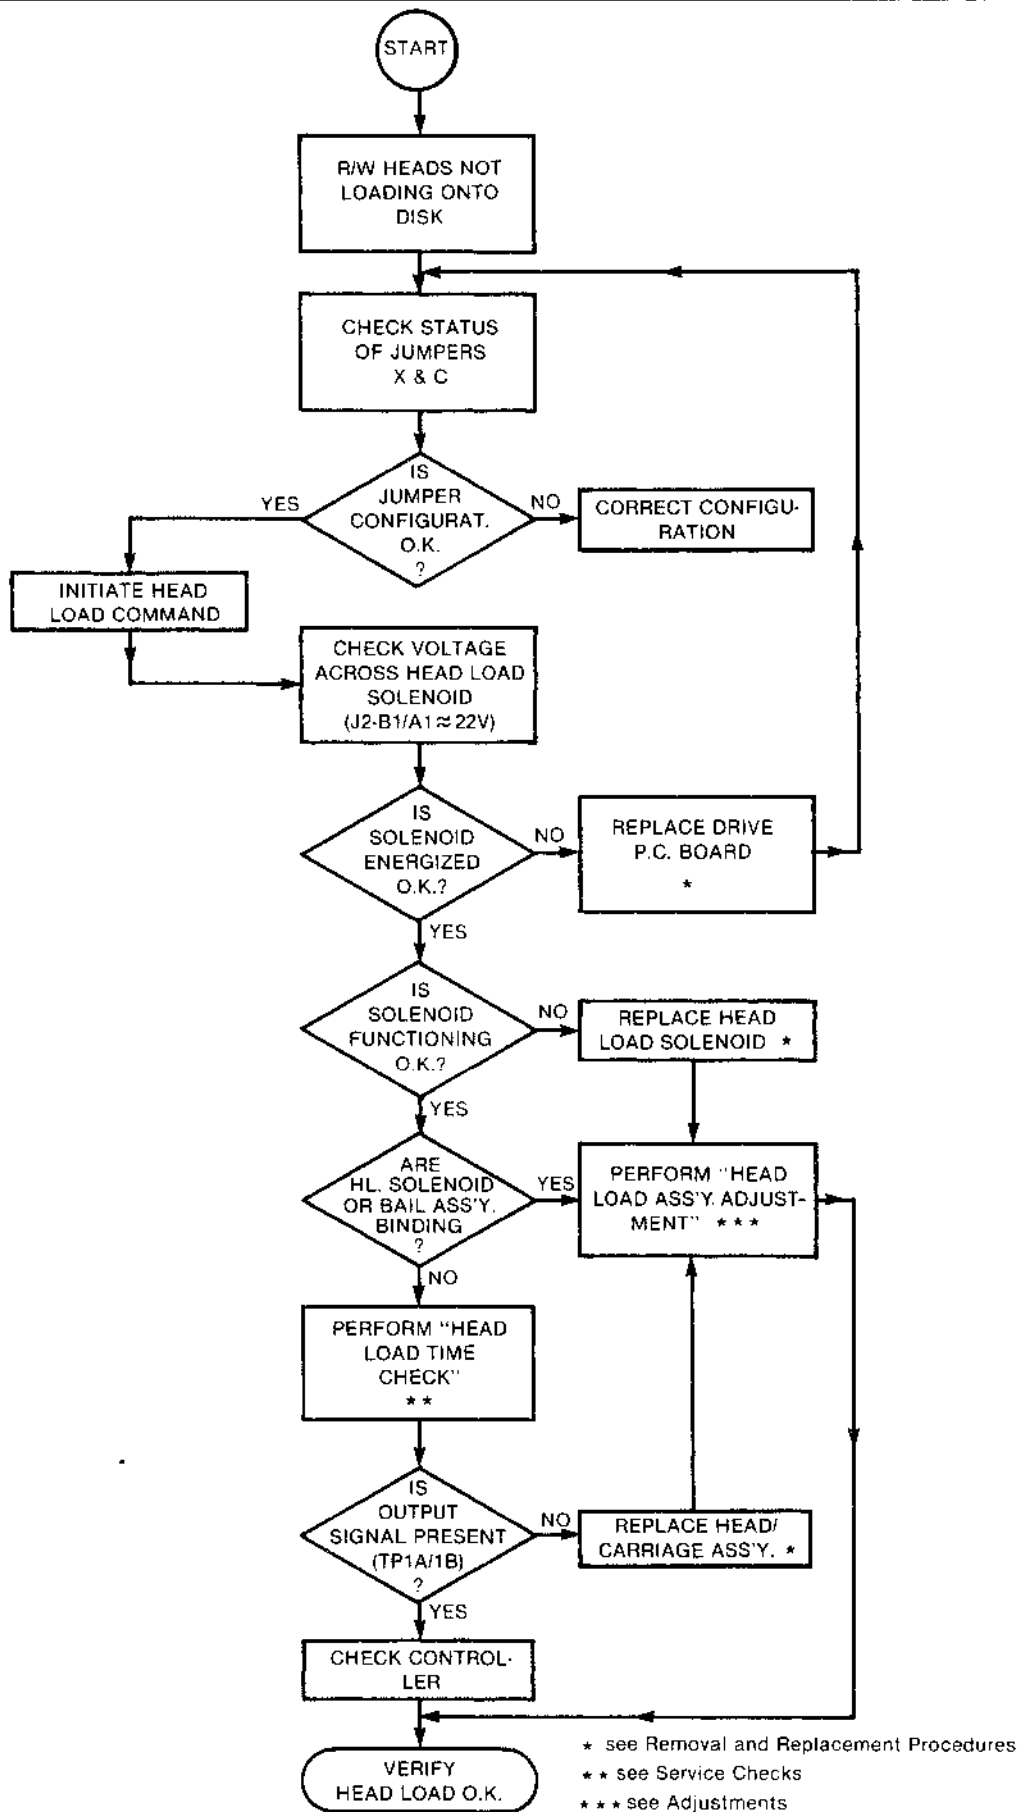 START
R/W HEADS NOT
LOADING ONTO
DISK
CHECK STATUS
OF JUMPERS
X & C
IS
JUMPER
CONFIGURAT.
O.K.
?
YES
NO
CORRECT CONFIGU-
RATION
INITIATE HEAD
LOAD COMMAND
CHECK VOLTAGE
ACROSS HEAD LOAD
SOLENOID
(J2-B1/A1≈22V)
IS
SOLENOID
ENERGIZED
O.K.?
NO
REPLACE DRIVE
P.C. BOARD
*
YES
IS
SOLENOID
FUNCTIONING
O.K.?
NO
REPLACE HEAD
LOAD SOLENOID *
YES
ARE
HL. SOLENOID
OR BAIL ASS'Y.
BINDING
?
YES
PERFORM "HEAD
LOAD ASS'Y. ADJUST-
MENT" * * *
NO
PERFORM "HEAD
LOAD TIME
CHECK"
* *
IS
OUTPUT
SIGNAL PRESENT
(TP1A/1B)
?
NO
REPLACE HEAD/
CARRIAGE ASS'Y. *
YES
CHECK CONTROL-
LER
VERIFY
HEAD LOAD O.K.
* see Removal and Replacement Procedures
* * see Service Checks
* * * see Adjustments